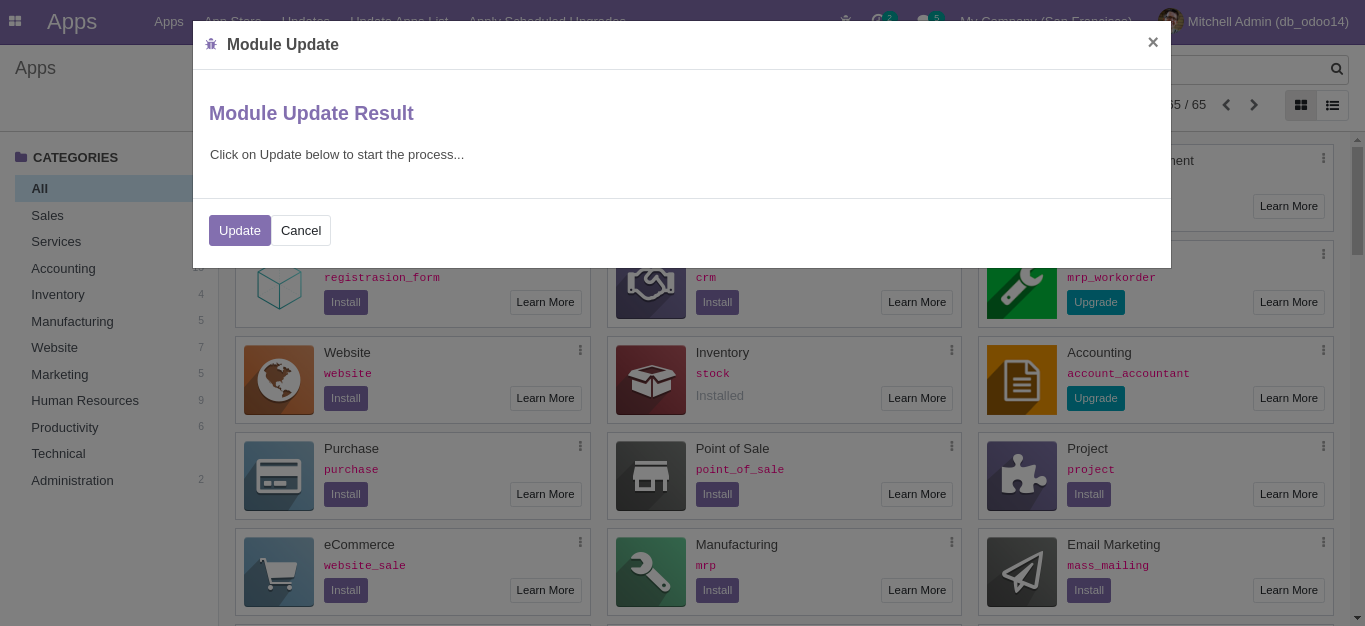 Apps Apps App Store Updates Update Apps List Apply Scheduled Upgrades 2 5 My Company (San Francisco) Mitchell Admin (db_odoo14)
Module Update ×
Apps
/ 65
Module Update Result
Click on Update below to start the process...
Update Cancel
CATEGORIES
All
Sales
Services
Accounting
Inventory 4
Manufacturing 5
Website 7
Marketing 5
Human Resources 9
Productivity 6
Technical
Administration 2
Learn More
registrasion_form
Install Learn More
crm
Install Learn More
mrp_workorder
Upgrade Learn More
Website
website
Install Learn More
Inventory
stock
Installed Learn More
Accounting
account_accountant
Upgrade Learn More
Purchase
purchase
Install Learn More
Point of Sale
point_of_sale
Install Learn More
Project
project
Install Learn More
eCommerce
website_sale
Install Learn More
Manufacturing
mrp
Install Learn More
Email Marketing
mass_mailing
Install Learn More